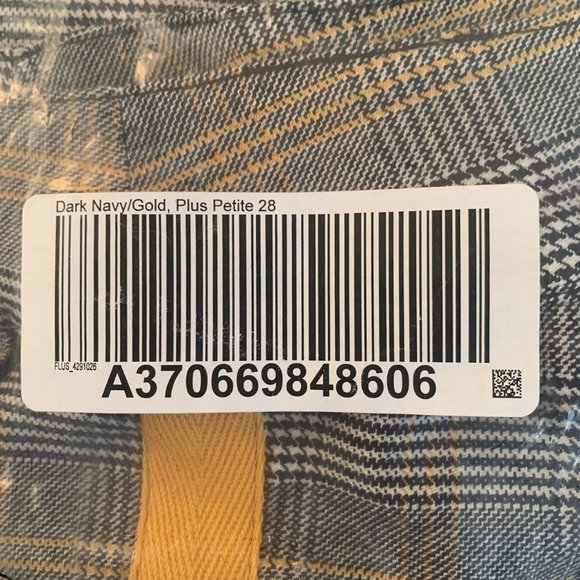 Dark Navy/Gold, Plus Petite 28
FLUS_4291026
A370669848606